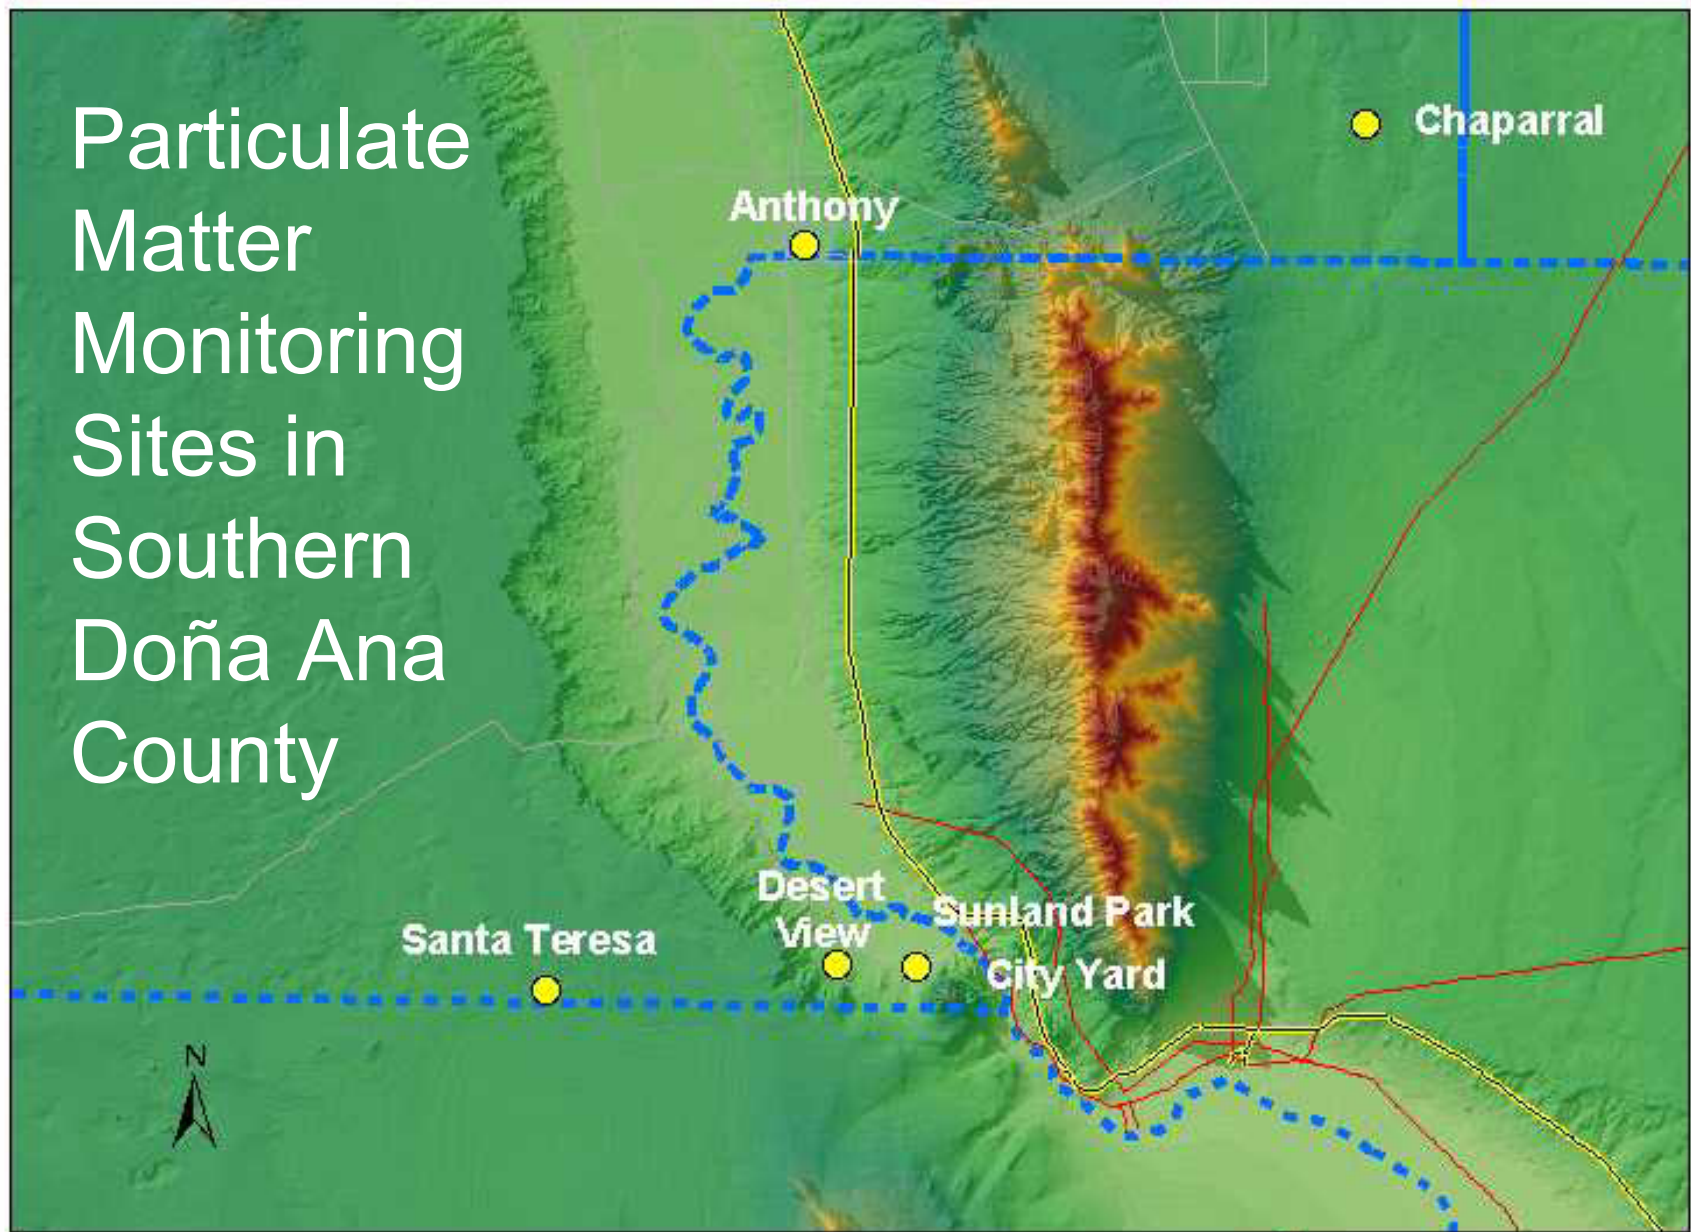 Particulate
Matter
Monitoring
Sites in
Southern
Doña Ana
County
Chaparral
Anthony
Desert
View
Sunland Park
City Yard
Santa Teresa
N